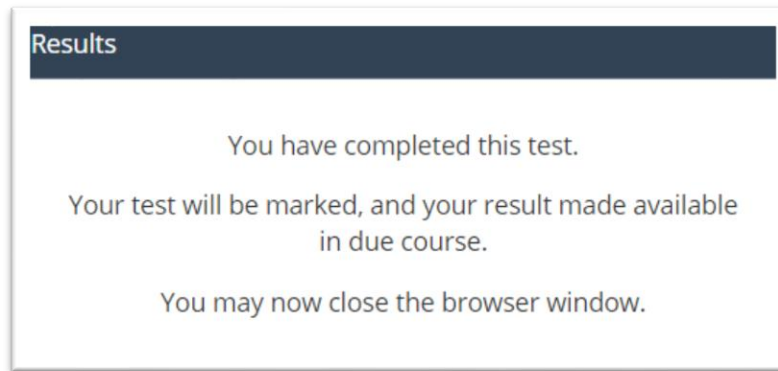 Results
You have completed this test.
Your test will be marked, and your result made available
in due course.
You may now close the browser window.